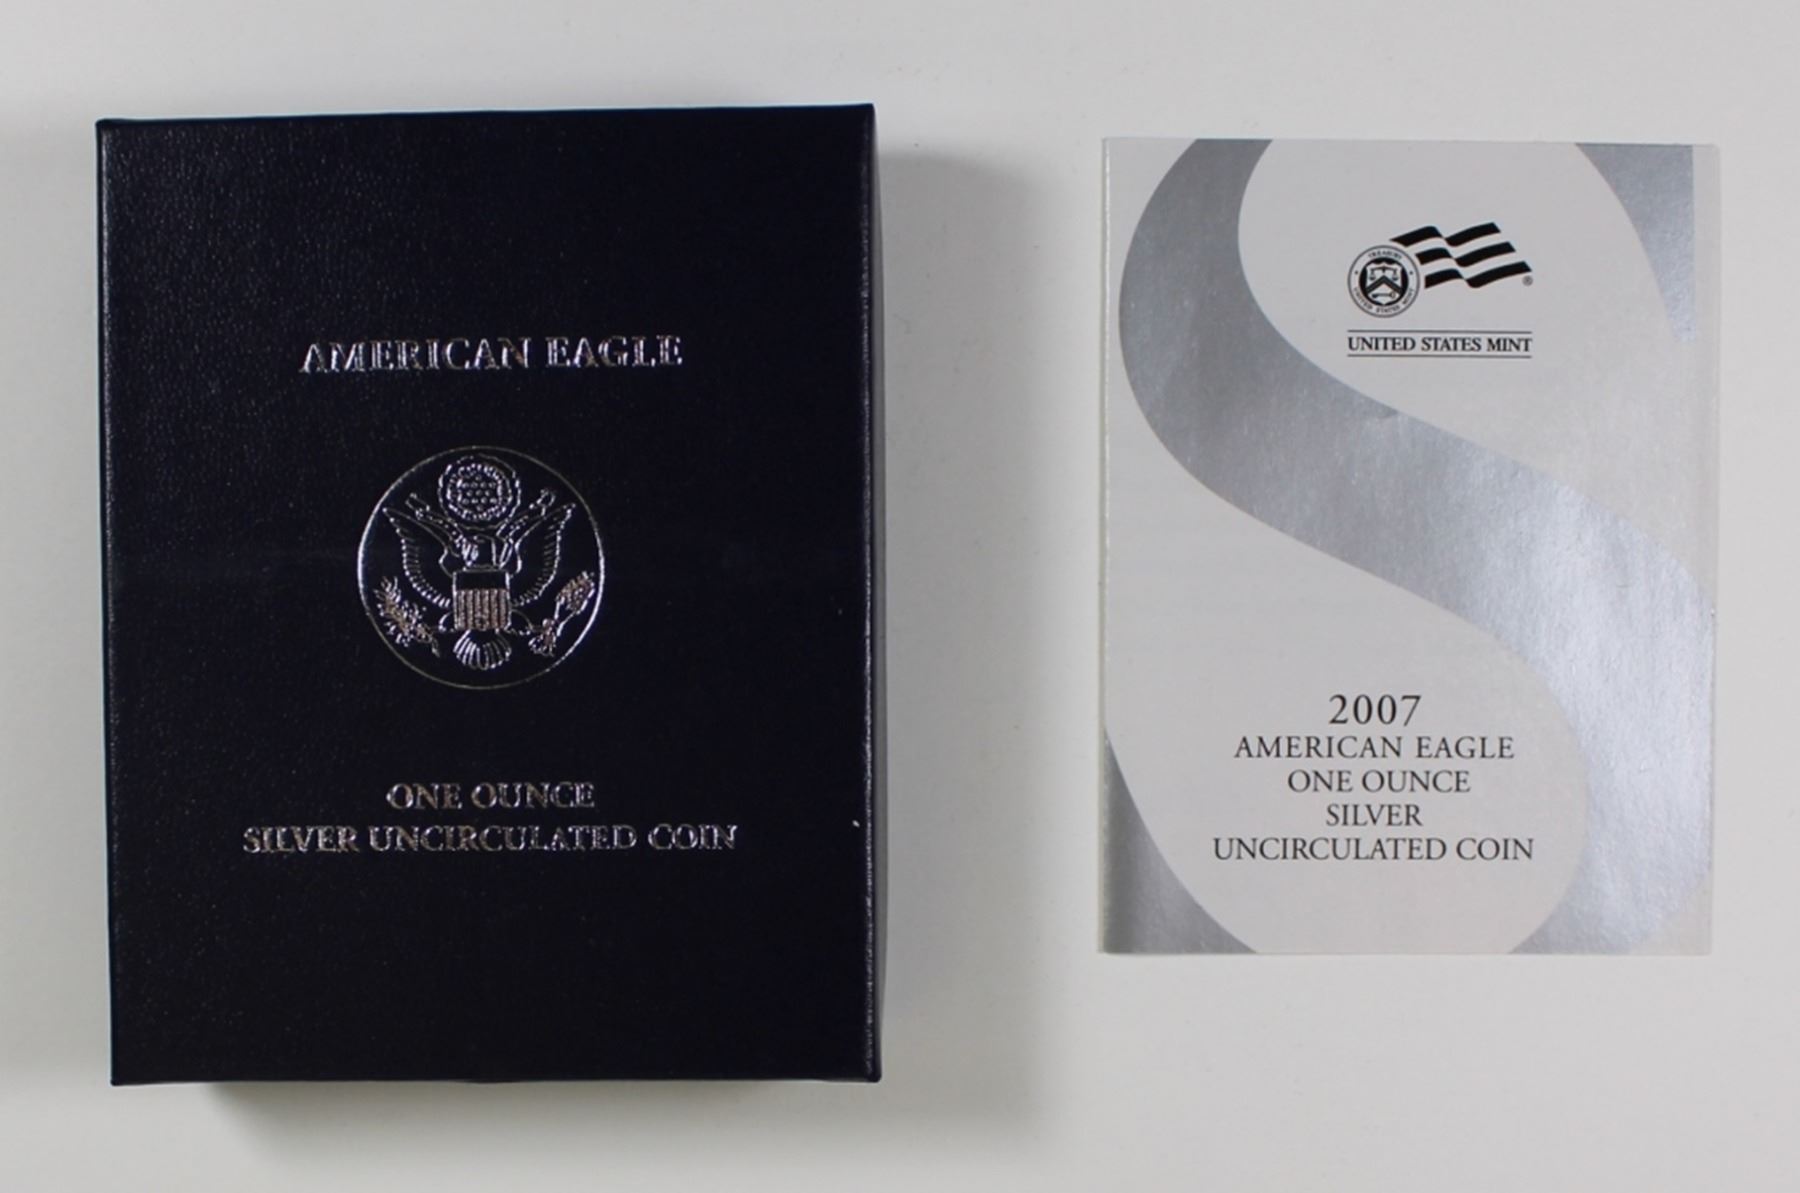 AMERICAN EAGLE
ONE OUNCE
SILVER UNCIRCULATED COIN
UNITED STATES MINT
2007
AMERICAN EAGLE
ONE OUNCE
SILVER
UNCIRCULATED COIN